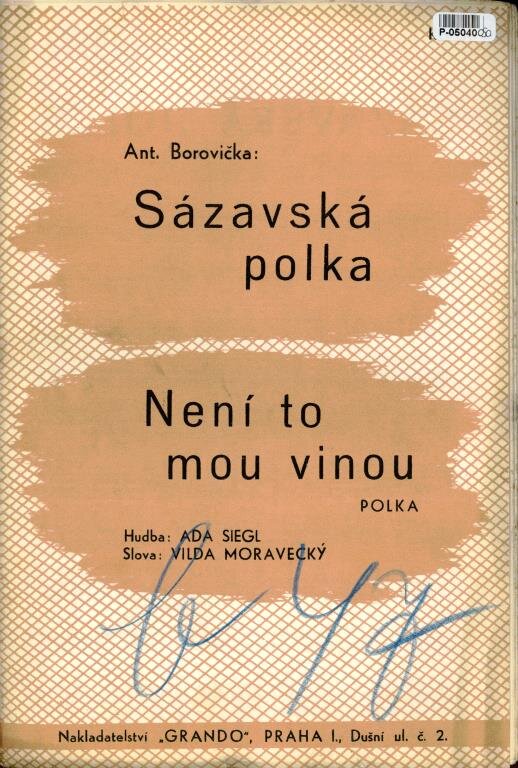 P-05040
Ant. Borovička:
Sázavská
polka
Není to
mou vinou
POLKA
Hudba: ADA SIEGL
Slova: VILDA MORAVECKÝ
Nakladatelství „GRANDO“, PRAHA I., Dušní ul. č. 2.